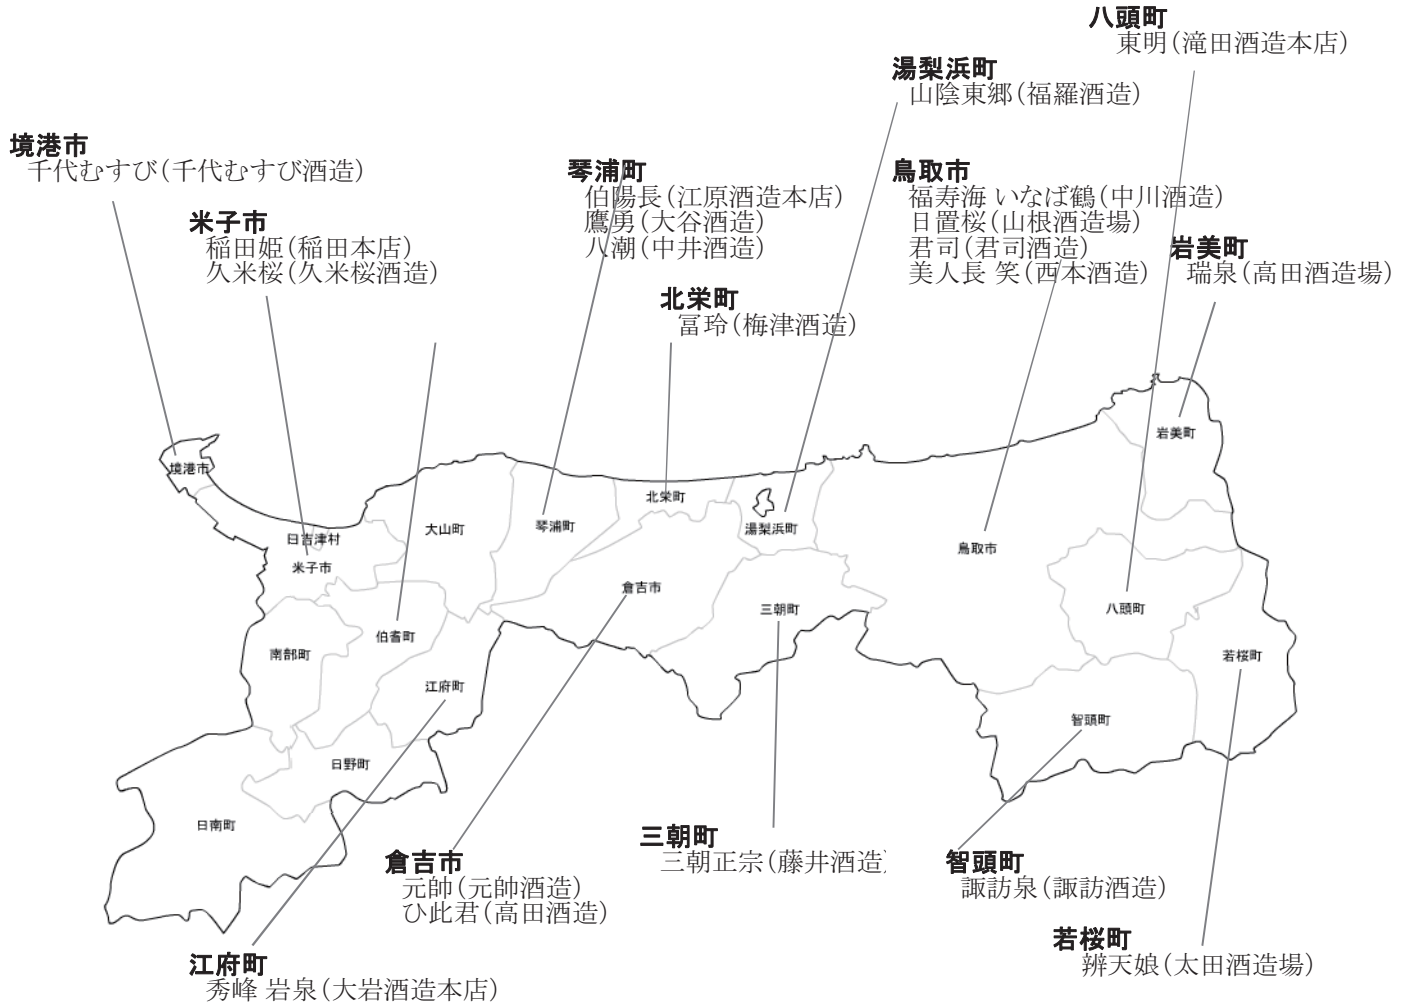 八頭町
東明(滝田酒造本店)
湯梨浜町
山陰東郷(福羅酒造)
境港市
千代むすび(千代むすび酒造)
琴浦町
伯陽長(江原酒造本店)
鷹勇(大谷酒造)
八潮(中井酒造)
鳥取市
福寿海 いなば鶴(中川酒造)
日置桜(山根酒造場)
君司(君司酒造)
美人長 笑(西本酒造)
米子市
稲田姫(稲田本店)
久米桜(久米桜酒造)
岩美町
瑞泉(高田酒造場)
北栄町
冨玲(梅津酒造)
岩美町
境港市
北栄町
大山町
琴浦町
湯梨浜町
日吉津村
鳥取市
米子市
倉吉市
三朝町
八頭町
伯耆町
南部町
若桜町
江府町
智頭町
日野町
日南町
三朝町
三朝正宗(藤井酒造)
倉吉市
元帥(元帥酒造)
ひ此君(高田酒造)
智頭町
諏訪泉(諏訪酒造)
若桜町
辨天娘(太田酒造場)
江府町
秀峰 岩泉(大岩酒造本店)